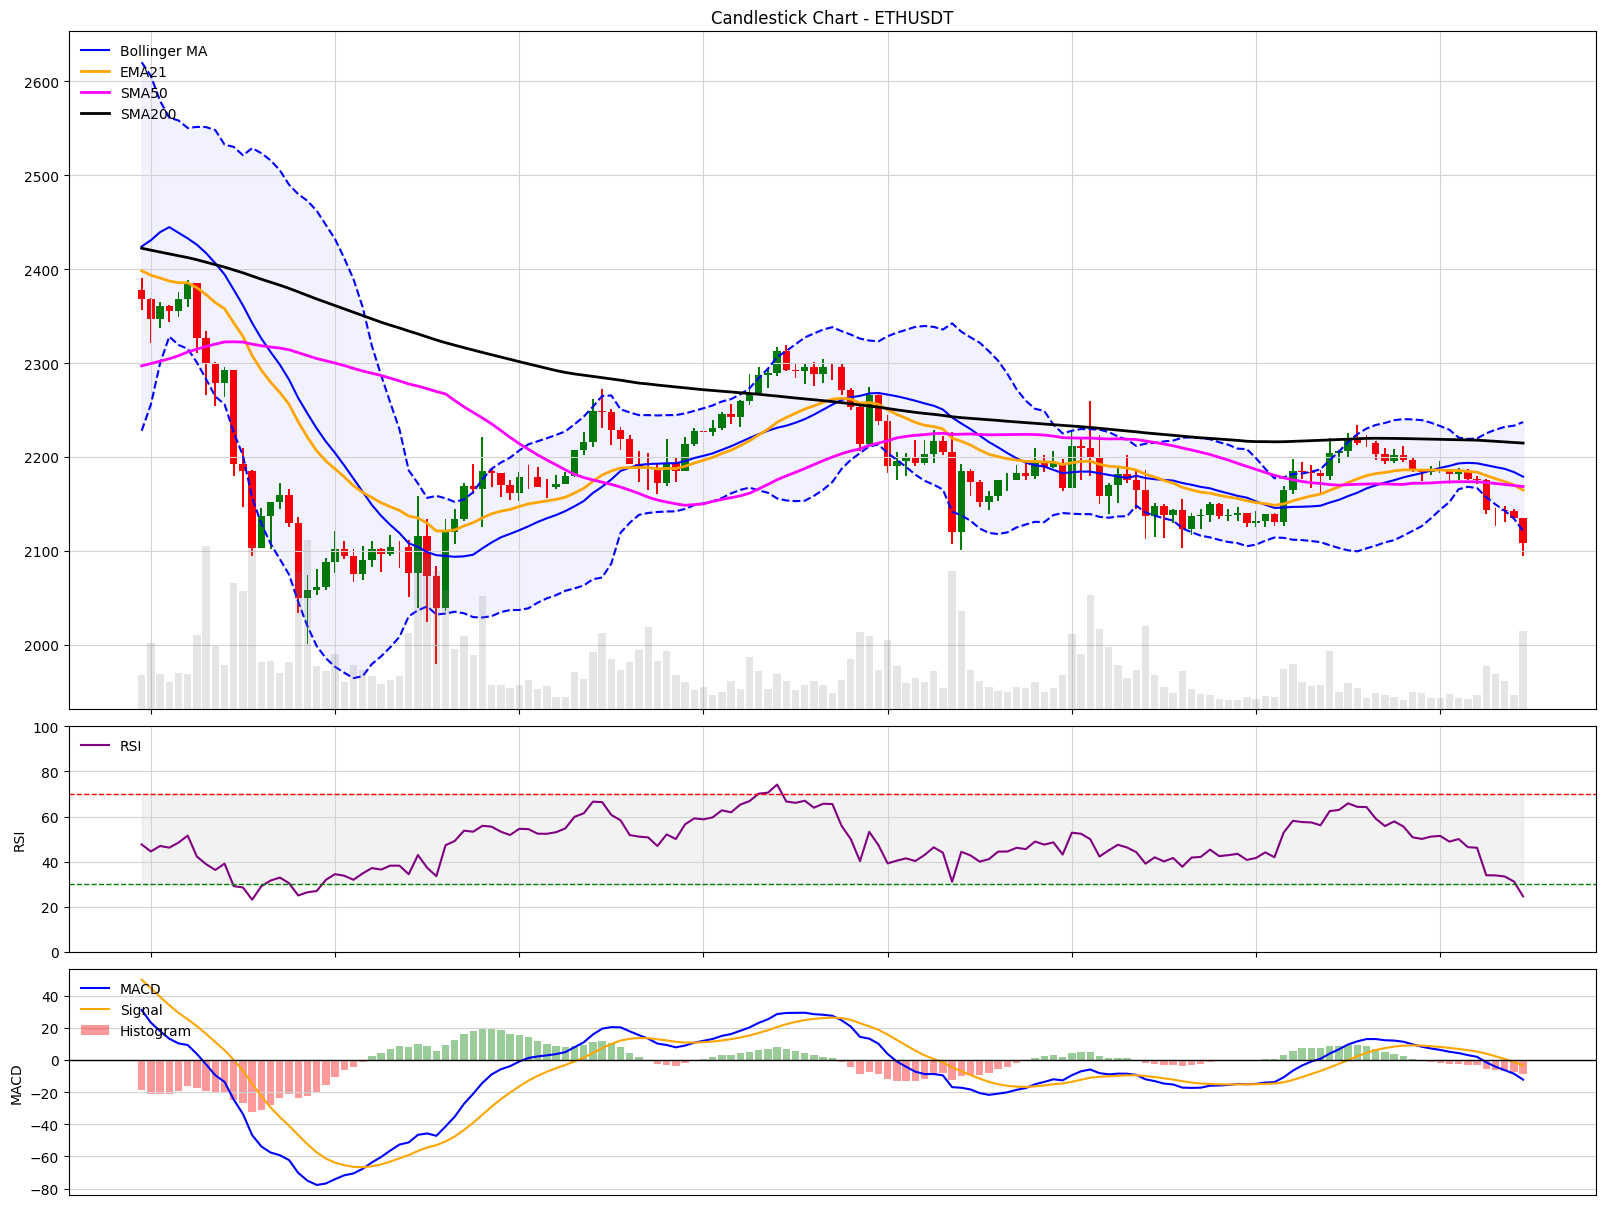 Candlestick Chart - ETHUSDT
Bollinger MA
EMA21
SMA50
SMA200
2600
2500
2400
2300
2200
2100
2000
RSI
100
80
60
40
20
0
RSI
MACD
Signal
Histogram
40
20
0
−20
−40
−60
−80
MACD